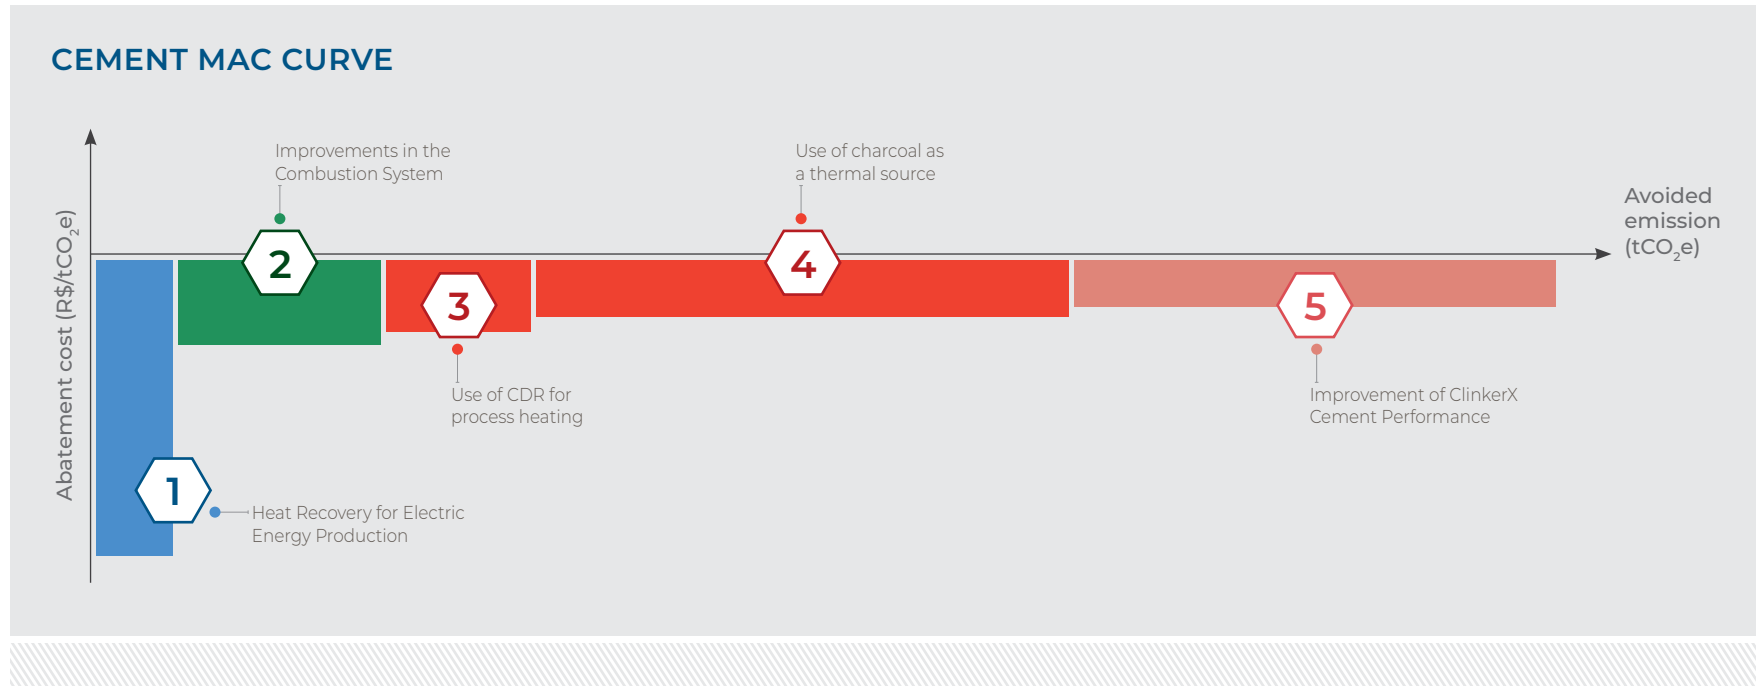 CEMENT MAC CURVE
Improvements in the
Combustion System
Use of charcoal as
a thermal source
Avoided
emission
(tCO₂e)
Abatement cost (R$/tCO₂e)
2
4
3
5
Use of CDR for
process heating
Improvement of ClinkerX
Cement Performance
1
Heat Recovery for Electric
Energy Production